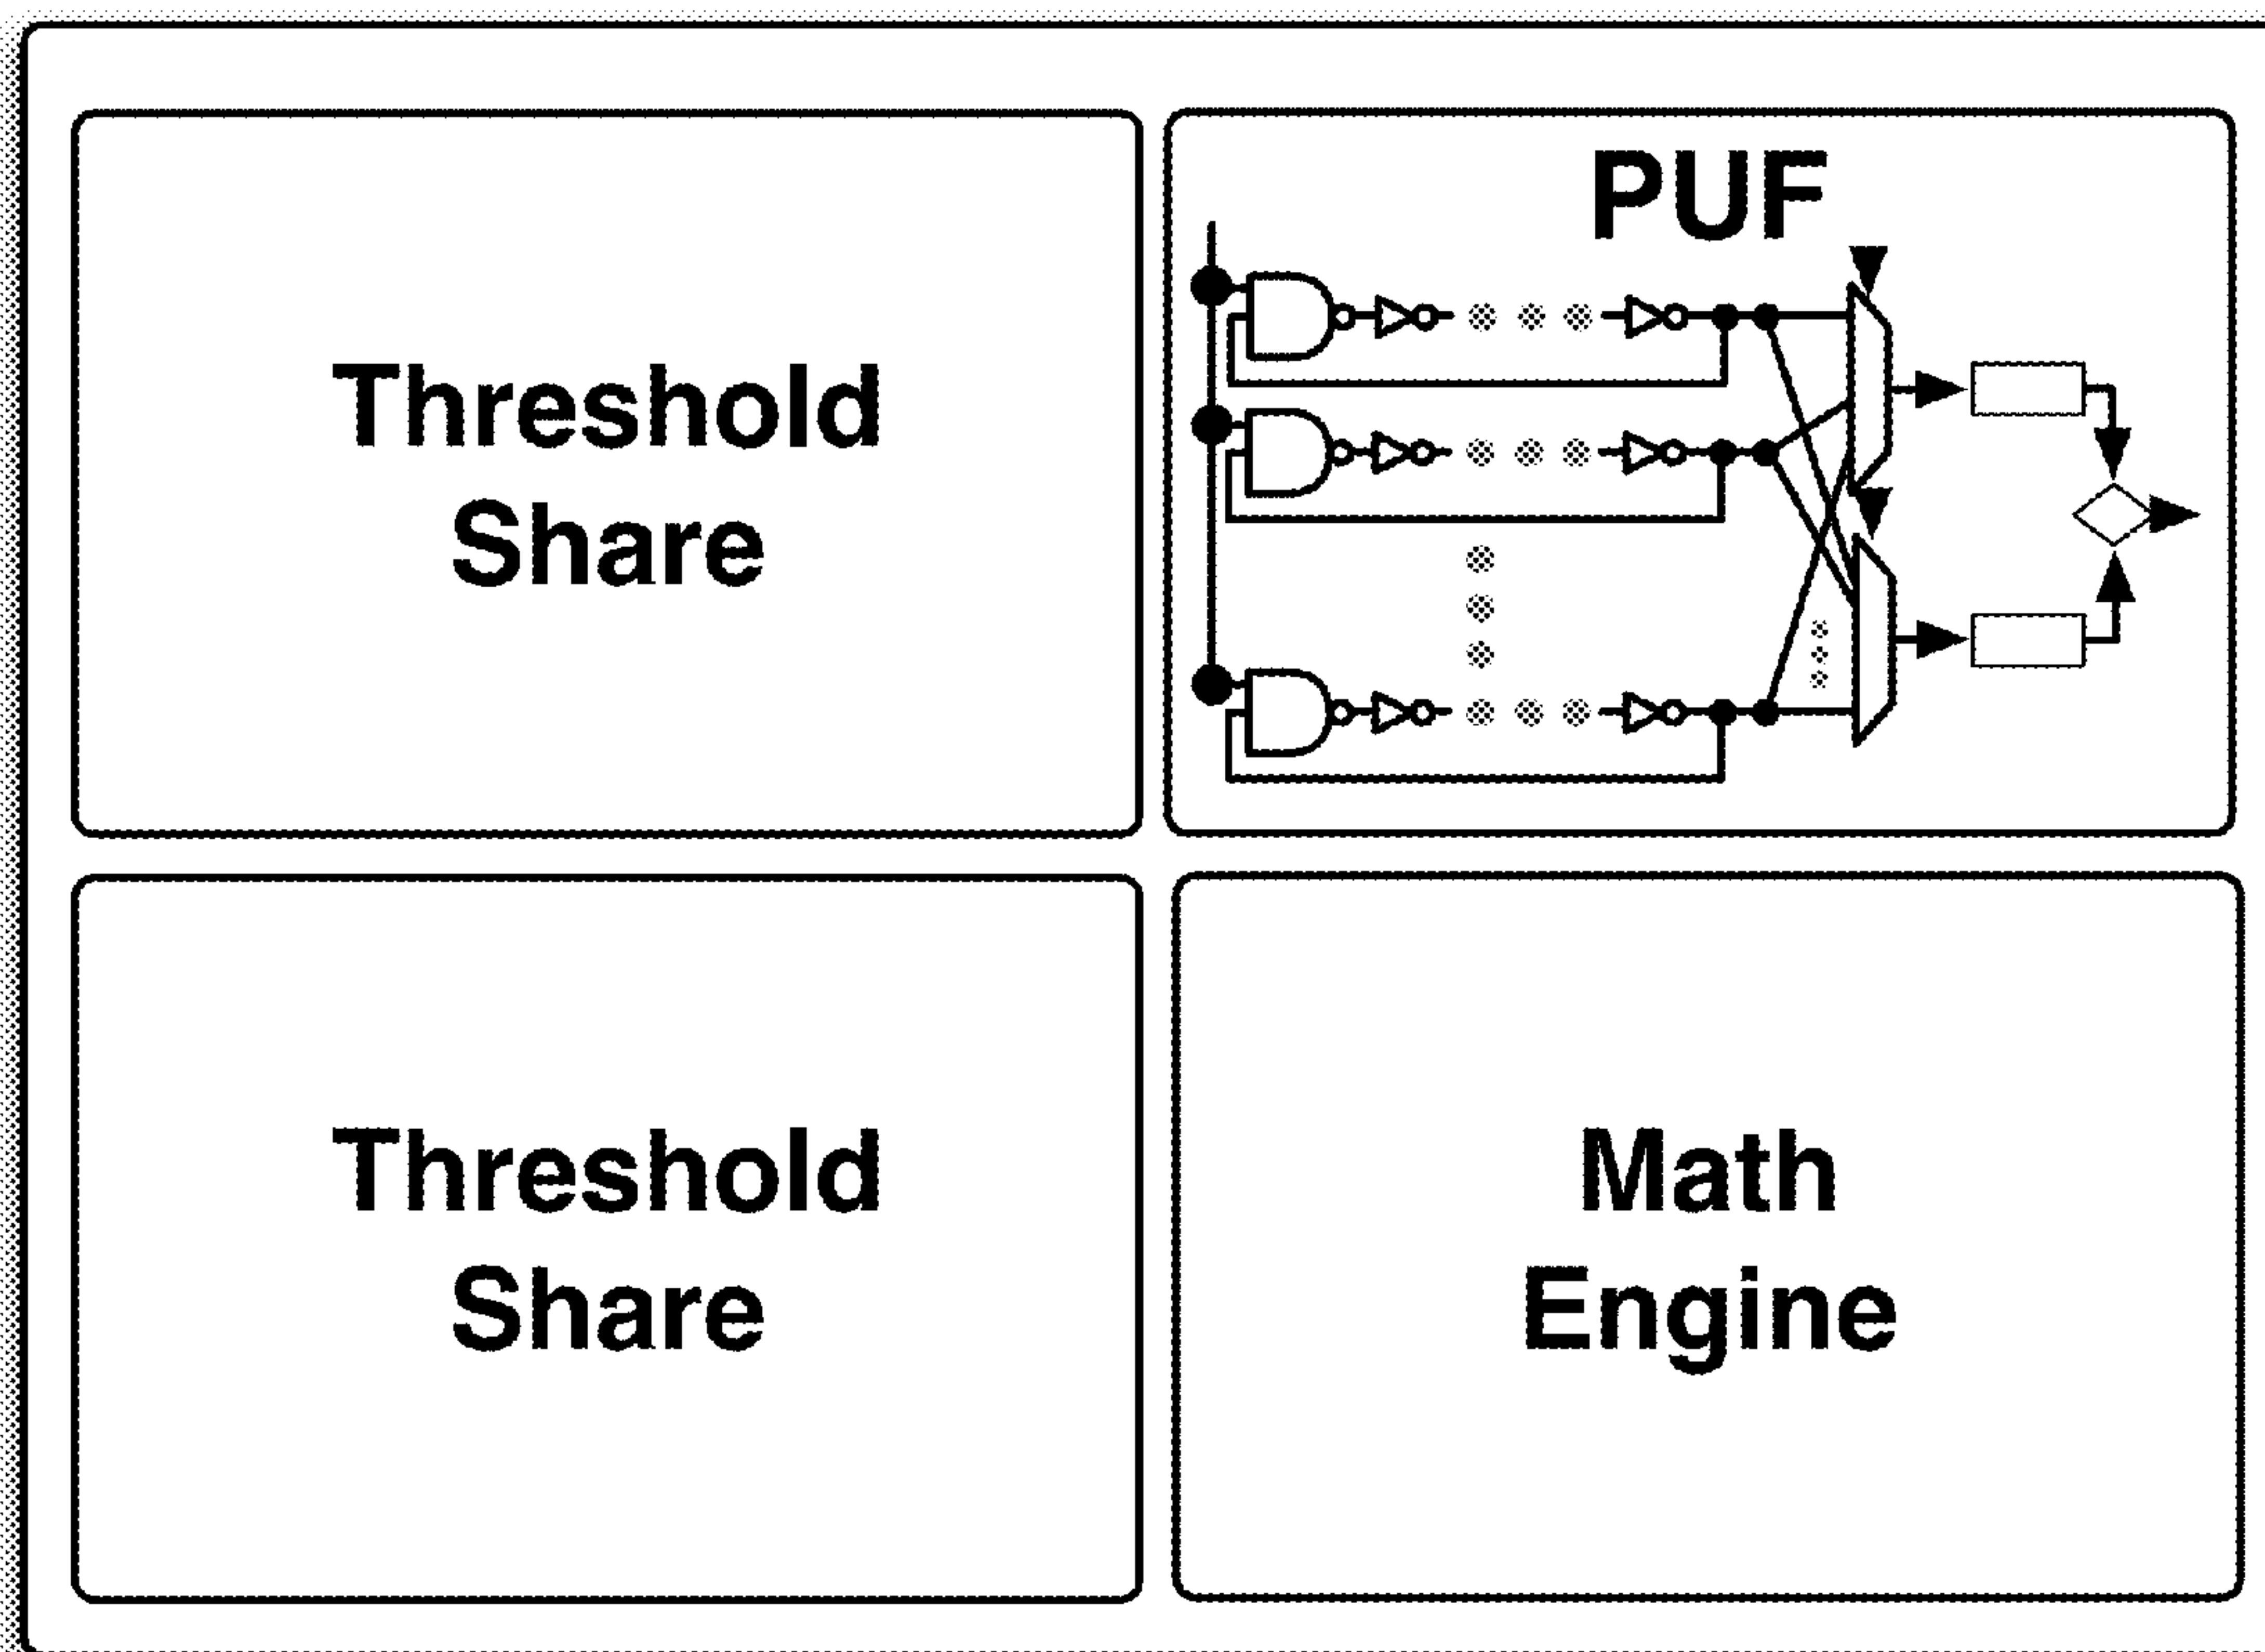 Threshold
Share
PUF
Threshold
Share
Math
Engine